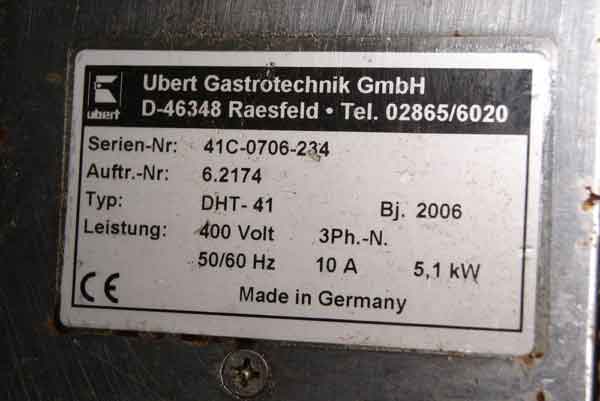 Ubert Gastrotechnik GmbH
ubert D-46348 Raesfeld • Tel. 02865/6020
Serien-Nr: 41C-0706-234
Auftr.-Nr: 6.2174
Typ: DHT- 41 Bj. 2006
Leistung: 400 Volt 3Ph.-N.
50/60 Hz 10 A 5,1 kW
CE Made in Germany